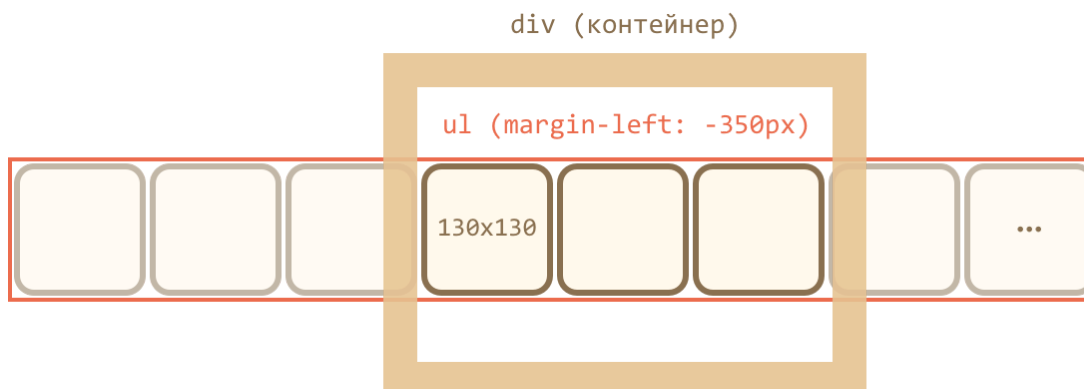 div (контейнер)
ul (margin-left: -350px)
130x130
...